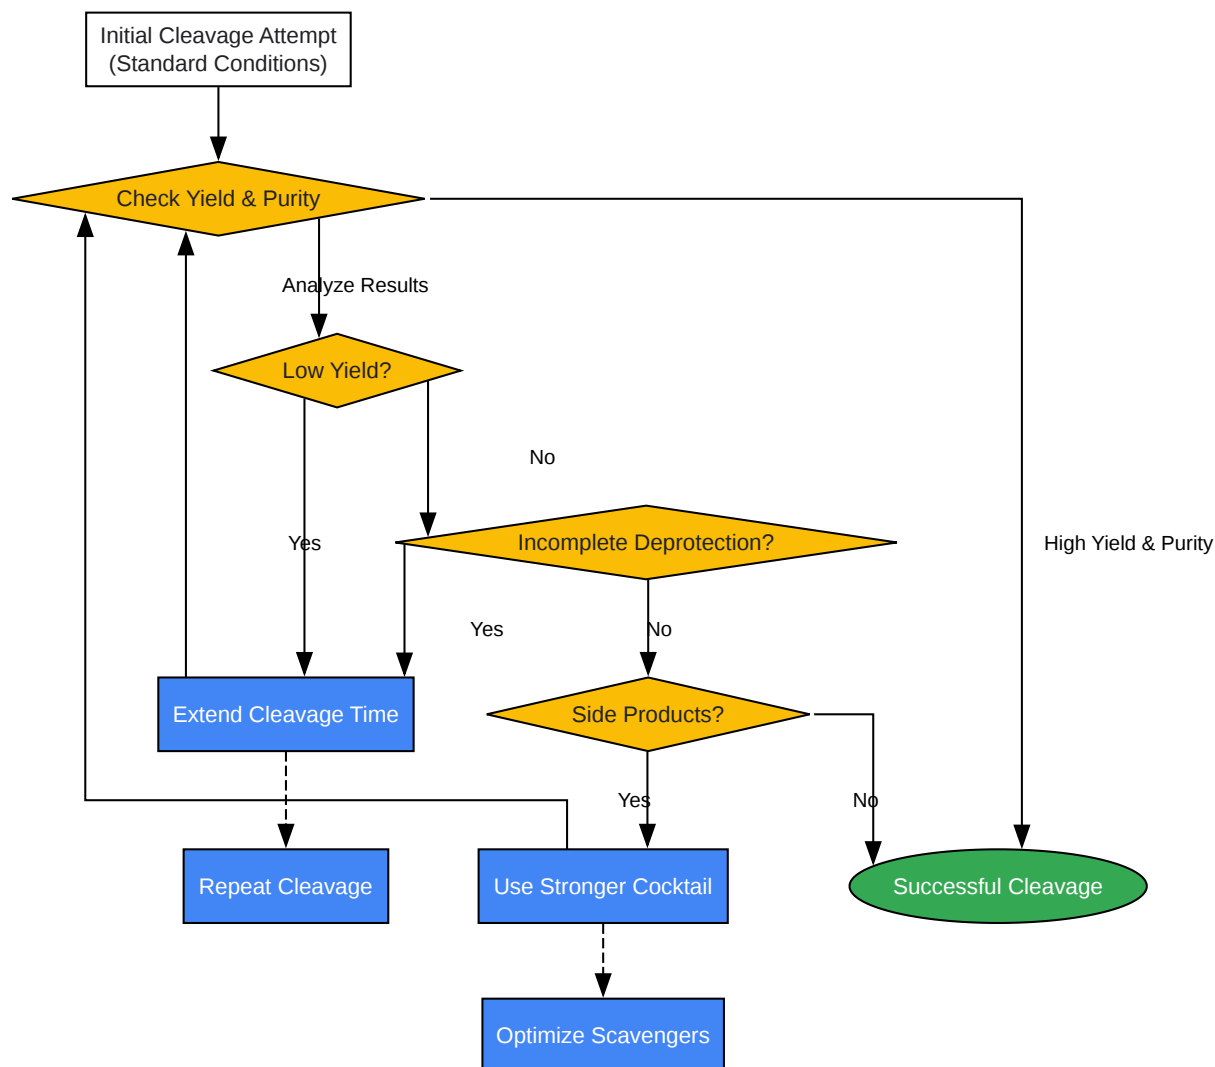 Initial Cleavage Attempt
(Standard Conditions)
Check Yield & Purity
Analyze Results
Low Yield?
No
Yes
Incomplete Deprotection?
High Yield & Purity
Yes
No
Extend Cleavage Time
Side Products?
Yes
No
Repeat Cleavage
Use Stronger Cocktail
Successful Cleavage
Optimize Scavengers